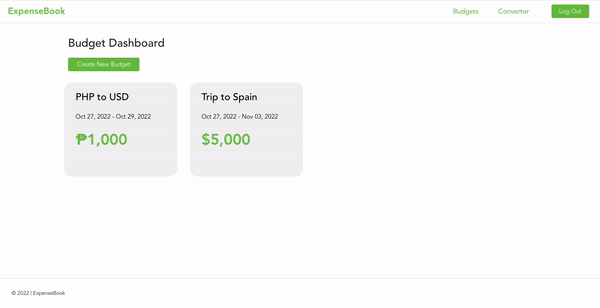 ExpenseBook
Budgets
Converter
Log Out
Budget Dashboard
Create New Budget
PHP to USD
Oct 27, 2022 - Oct 29, 2022
₱1,000
Trip to Spain
Oct 27, 2022 - Nov 03, 2022
$5,000
© 2022 | ExpenseBook